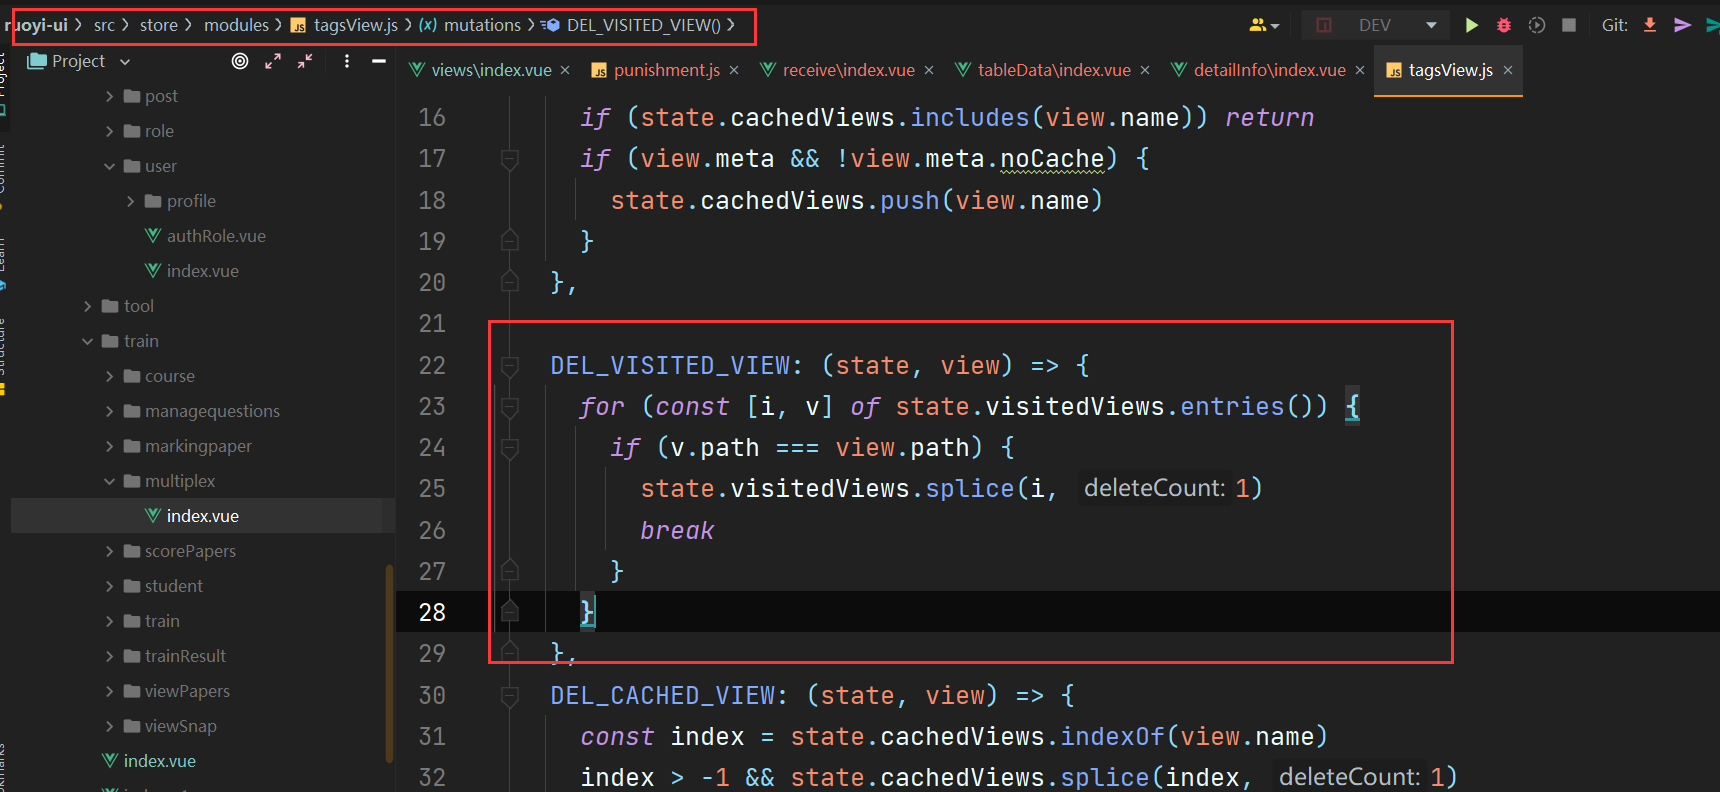 ruoyi-ui > src > store > modules > tagsView.js > (x) mutations > DEL_VISITED_VIEW() >
DEV
Git:
Project
views\index.vue ×
punishment.js ×
receive\index.vue ×
tableData\index.vue ×
detailInfo\index.vue ×
tagsView.js ×
Project
Commit
Learn
Structure
post
role
user
profile
authRole.vue
index.vue
tool
train
course
managequestions
markingpaper
multiplex
index.vue
scorePapers
student
train
trainResult
viewPapers
viewSnap
index.vue
16 if (state.cachedViews.includes(view.name)) return
17 if (view.meta && !view.meta.noCache) {
18 state.cachedViews.push(view.name)
19 }
20 },
21
22 DEL_VISITED_VIEW: (state, view) => {
23 for (const [i, v] of state.visitedViews.entries()) {
24 if (v.path === view.path) {
25 state.visitedViews.splice(i, deleteCount: 1)
26 break
27 }
28 }
29 },
30 DEL_CACHED_VIEW: (state, view) => {
31 const index = state.cachedViews.indexOf(view.name)
32 index > -1 && state.cachedViews.splice(index, deleteCount: 1)